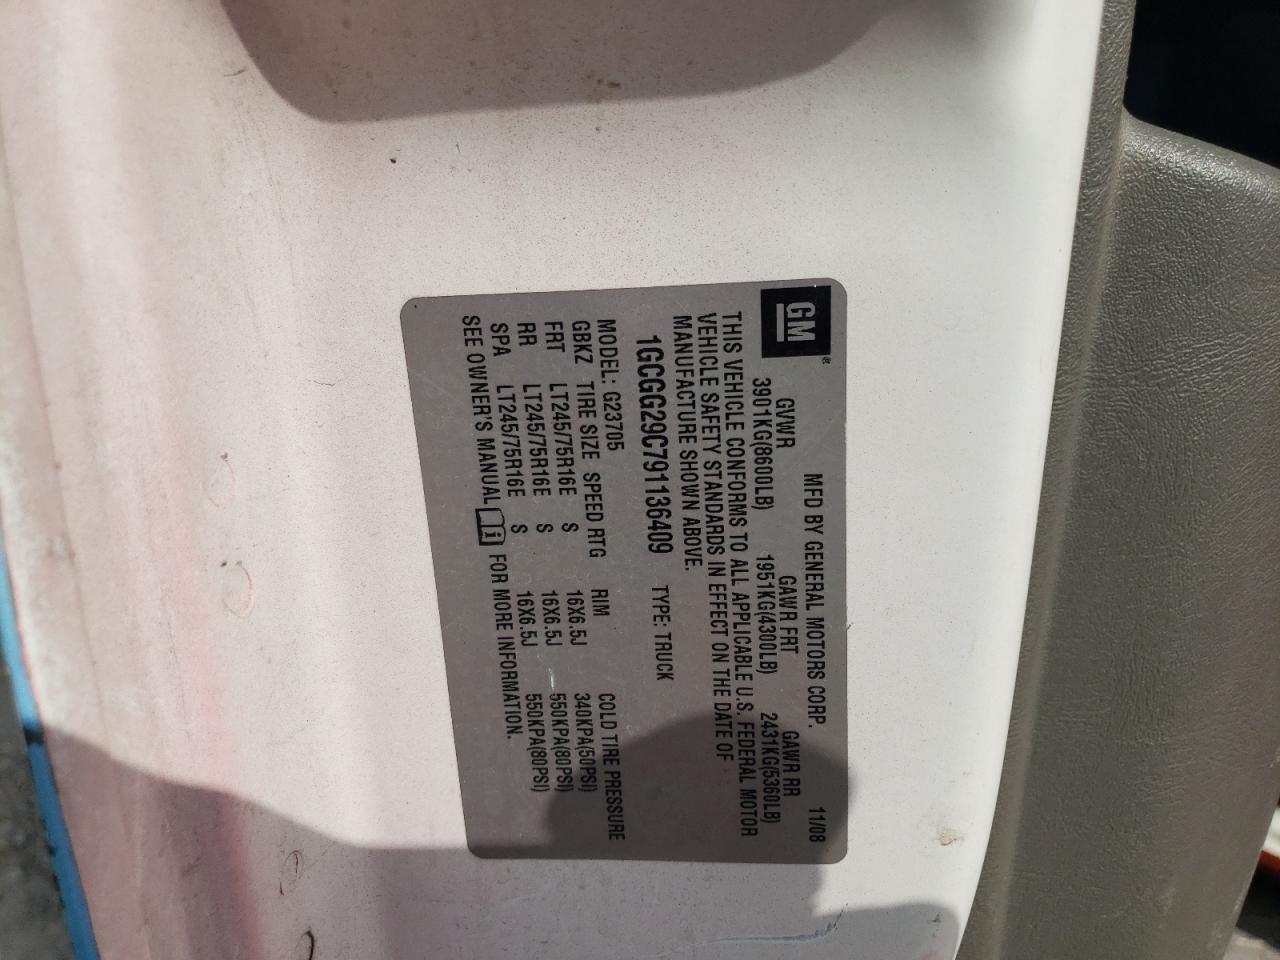 GM
MFD BY GENERAL MOTORS CORP. 11/08
GVWR GAWR FRT GAWR RR
3901KG(8600LB) 1951KG(4300LB) 2431KG(5360LB)
THIS VEHICLE CONFORMS TO ALL APPLICABLE U.S. FEDERAL MOTOR
VEHICLE SAFETY STANDARDS IN EFFECT ON THE DATE OF
MANUFACTURE SHOWN ABOVE.
1GCGG29C791136409 TYPE: TRUCK
MODEL: G23705
GBKZ TIRE SIZE SPEED RTG RIM COLD TIRE PRESSURE
FRT LT245/75R16E S 16X6.5J 340KPA(50PSI)
RR LT245/75R16E S 16X6.5J 550KPA(80PSI)
SPA LT245/75R16E S 16X6.5J 550KPA(80PSI)
SEE OWNER'S MANUAL i FOR MORE INFORMATION.